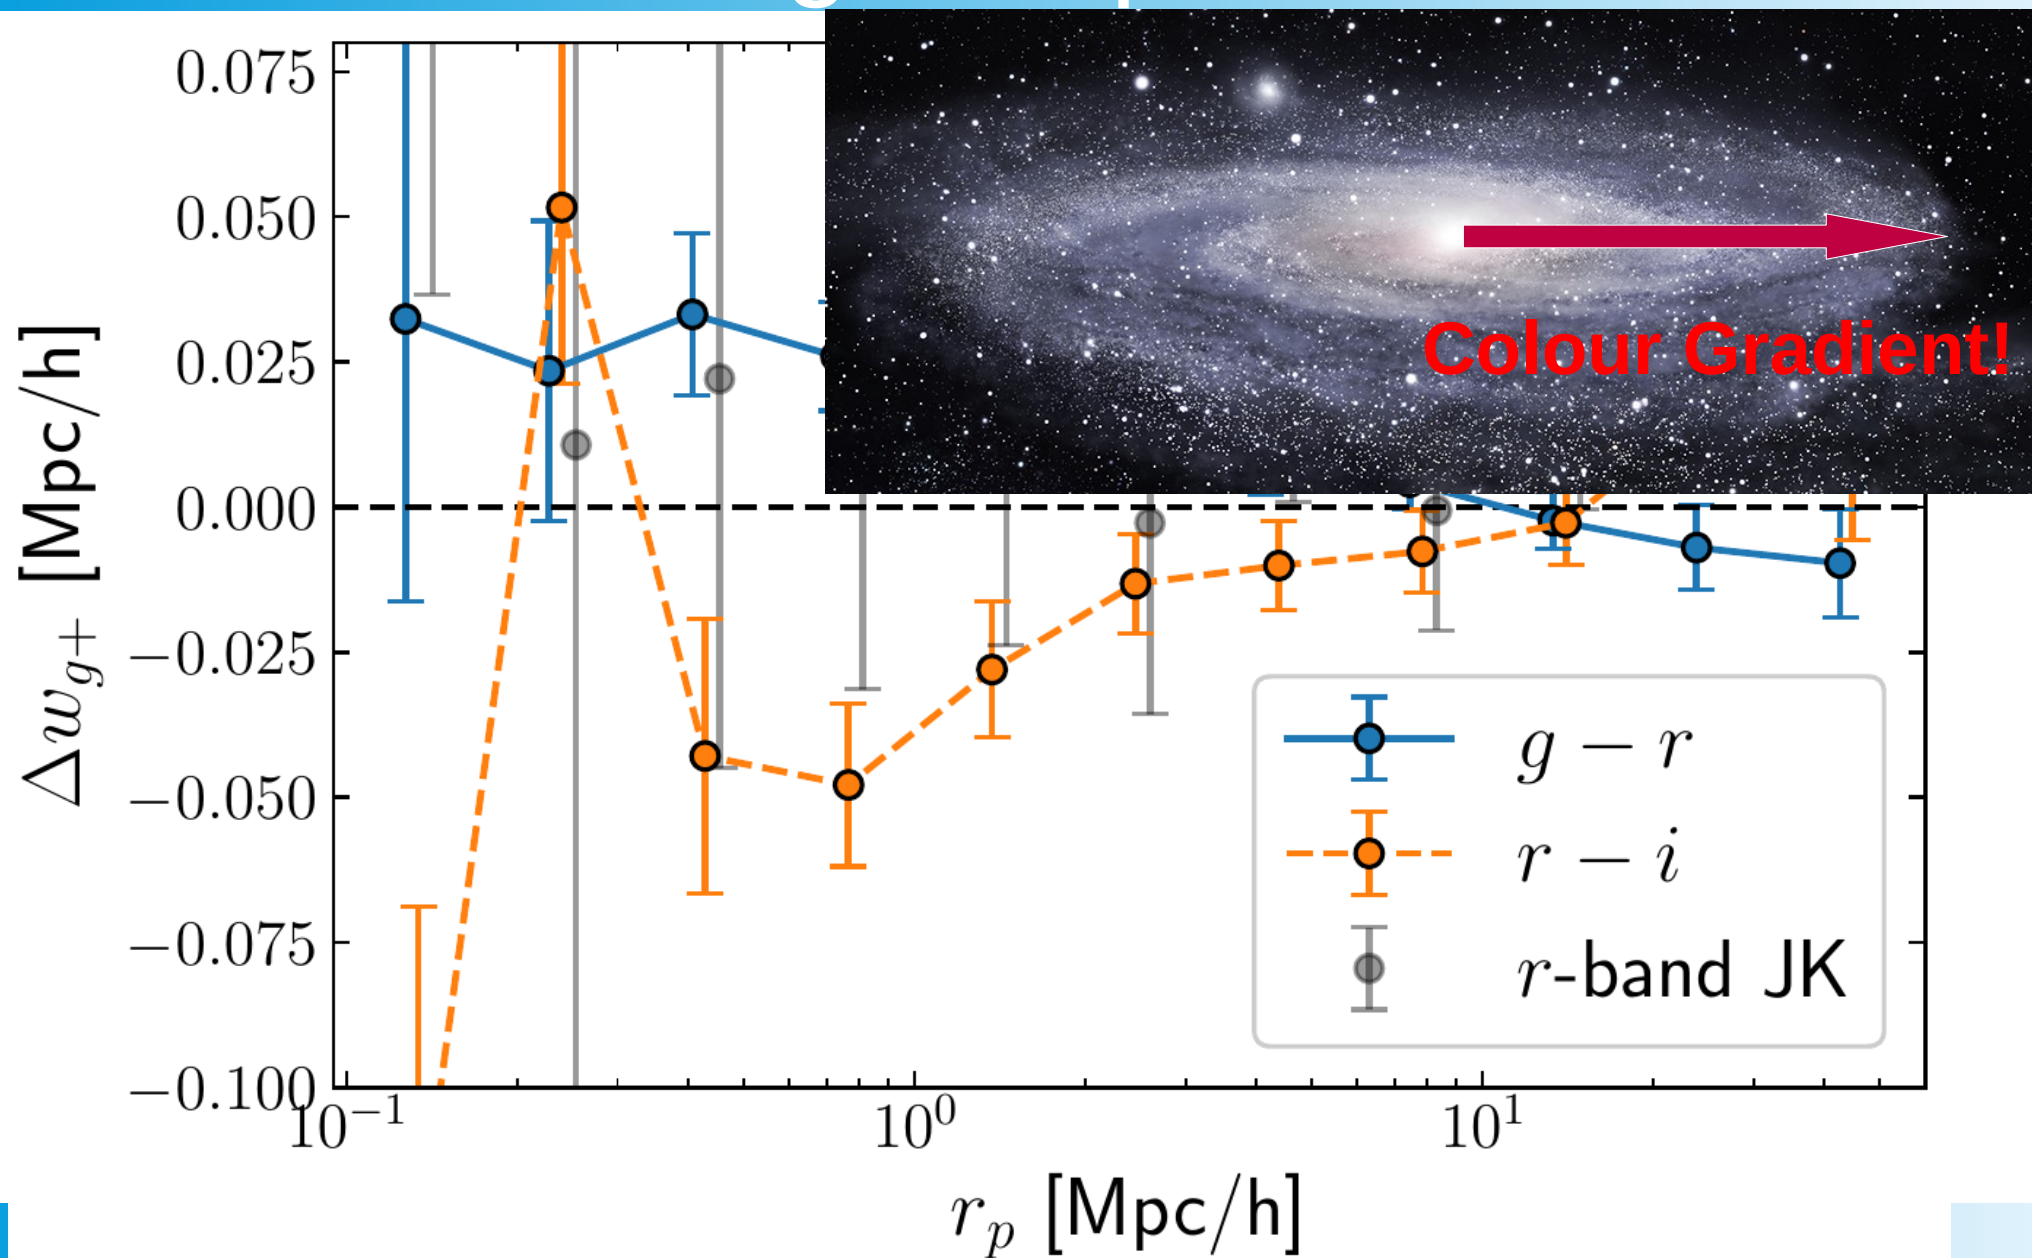 0.075
0.050
0.025
0.000
−0.025
−0.050
−0.075
−0.100
Δw_{g+} [Mpc/h]
Colour Gradient!
g − r
r − i
r-band JK
10^{−1} 10^{0} 10^{1}
r_p [Mpc/h]